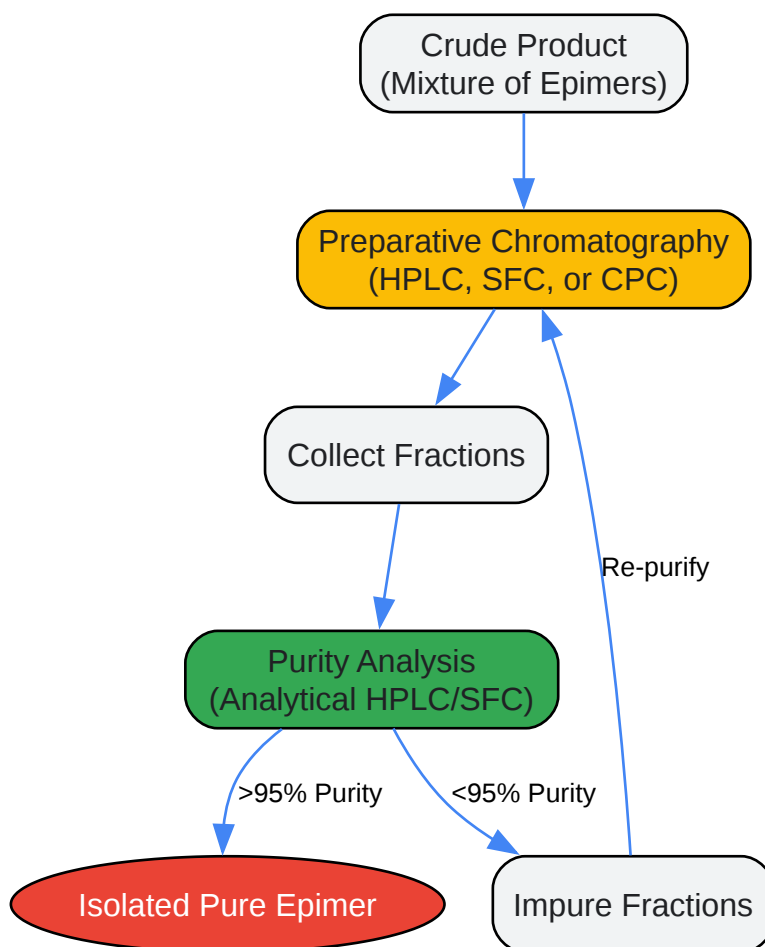 Crude Product
(Mixture of Epimers)
Preparative Chromatography
(HPLC, SFC, or CPC)
Collect Fractions
Re-purify
Purity Analysis
(Analytical HPLC/SFC)
>95% Purity
<95% Purity
Isolated Pure Epimer
Impure Fractions